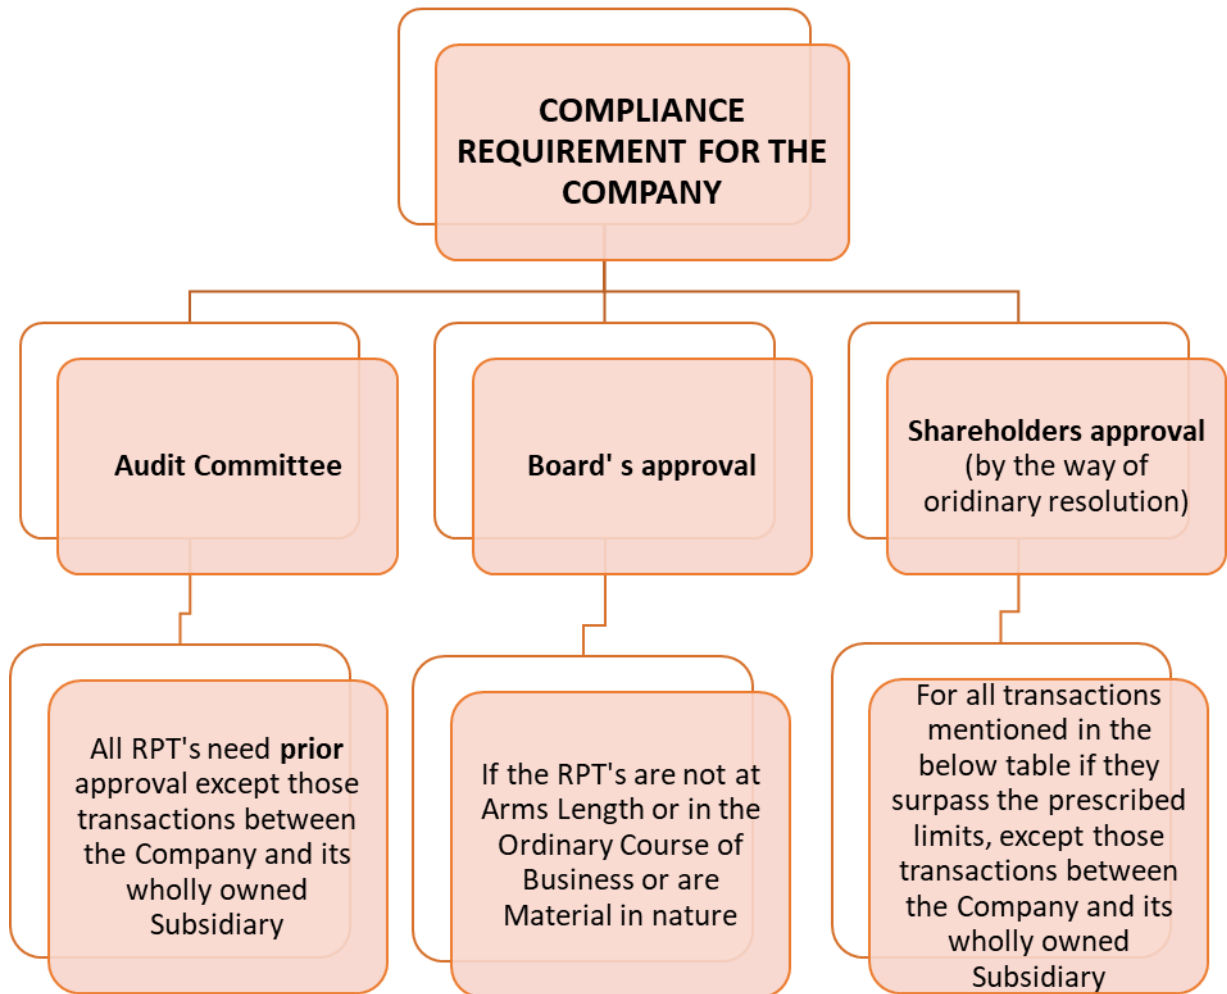 COMPLIANCE
REQUIREMENT FOR THE
COMPANY
Audit Committee
Board' s approval
Shareholders approval
(by the way of
oridinary resolution)
All RPT's need prior
approval except those
transactions between
the Company and its
wholly owned
Subsidiary
If the RPT's are not at
Arms Length or in the
Ordinary Course of
Business or are
Material in nature
For all transactions
mentioned in the
below table if they
surpass the prescribed
limits, except those
transactions between
the Company and its
wholly owned
Subsidiary